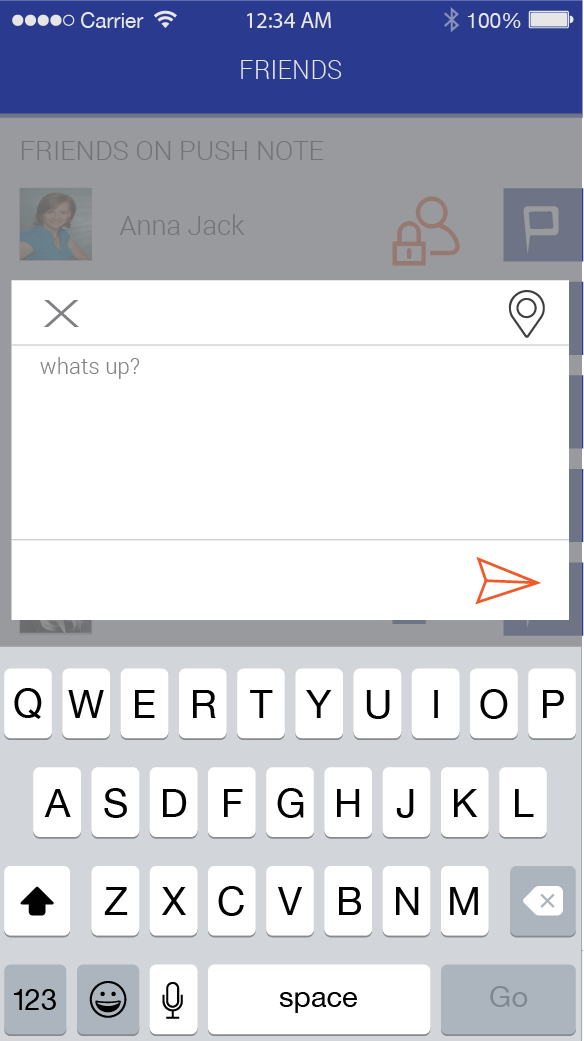 Carrier 12:34 AM 100%
FRIENDS
FRIENDS ON PUSH NOTE
Anna Jack
whats up?
Q W E R T Y U I O P
A S D F G H J K L
Z X C V B N M
123 space Go